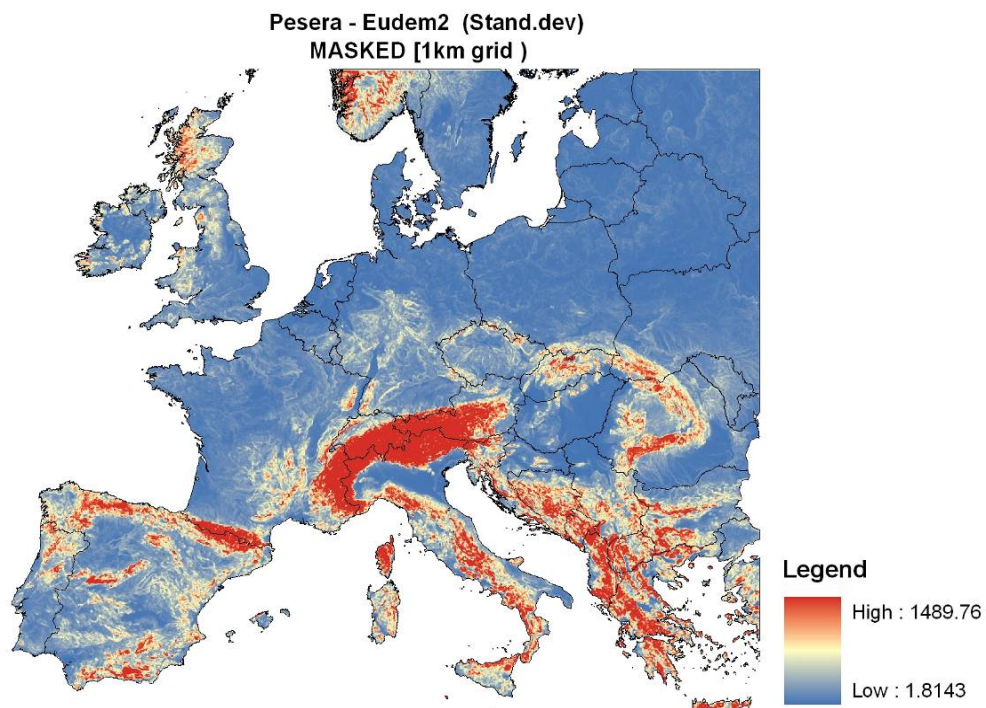 Pesera - Eudem2 (Stand.dev)
MASKED [1km grid )
Legend
High : 1489.76
Low : 1.8143